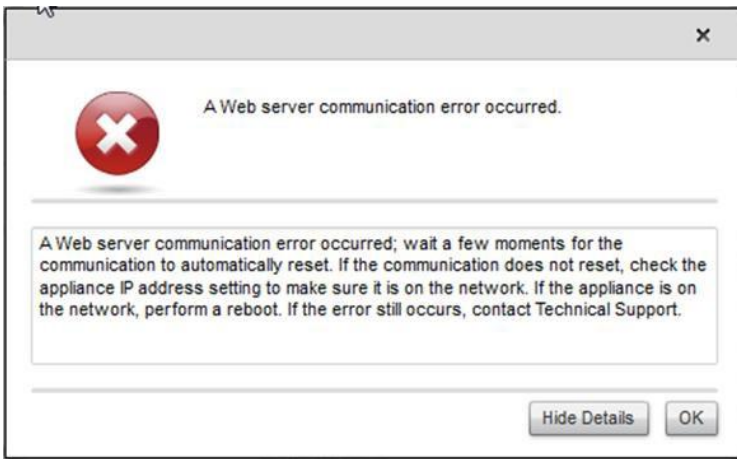 A Web server communication error occurred.
A Web server communication error occurred; wait a few moments for the
communication to automatically reset. If the communication does not reset, check the
appliance IP address setting to make sure it is on the network. If the appliance is on
the network, perform a reboot. If the error still occurs, contact Technical Support.
Hide Details
OK